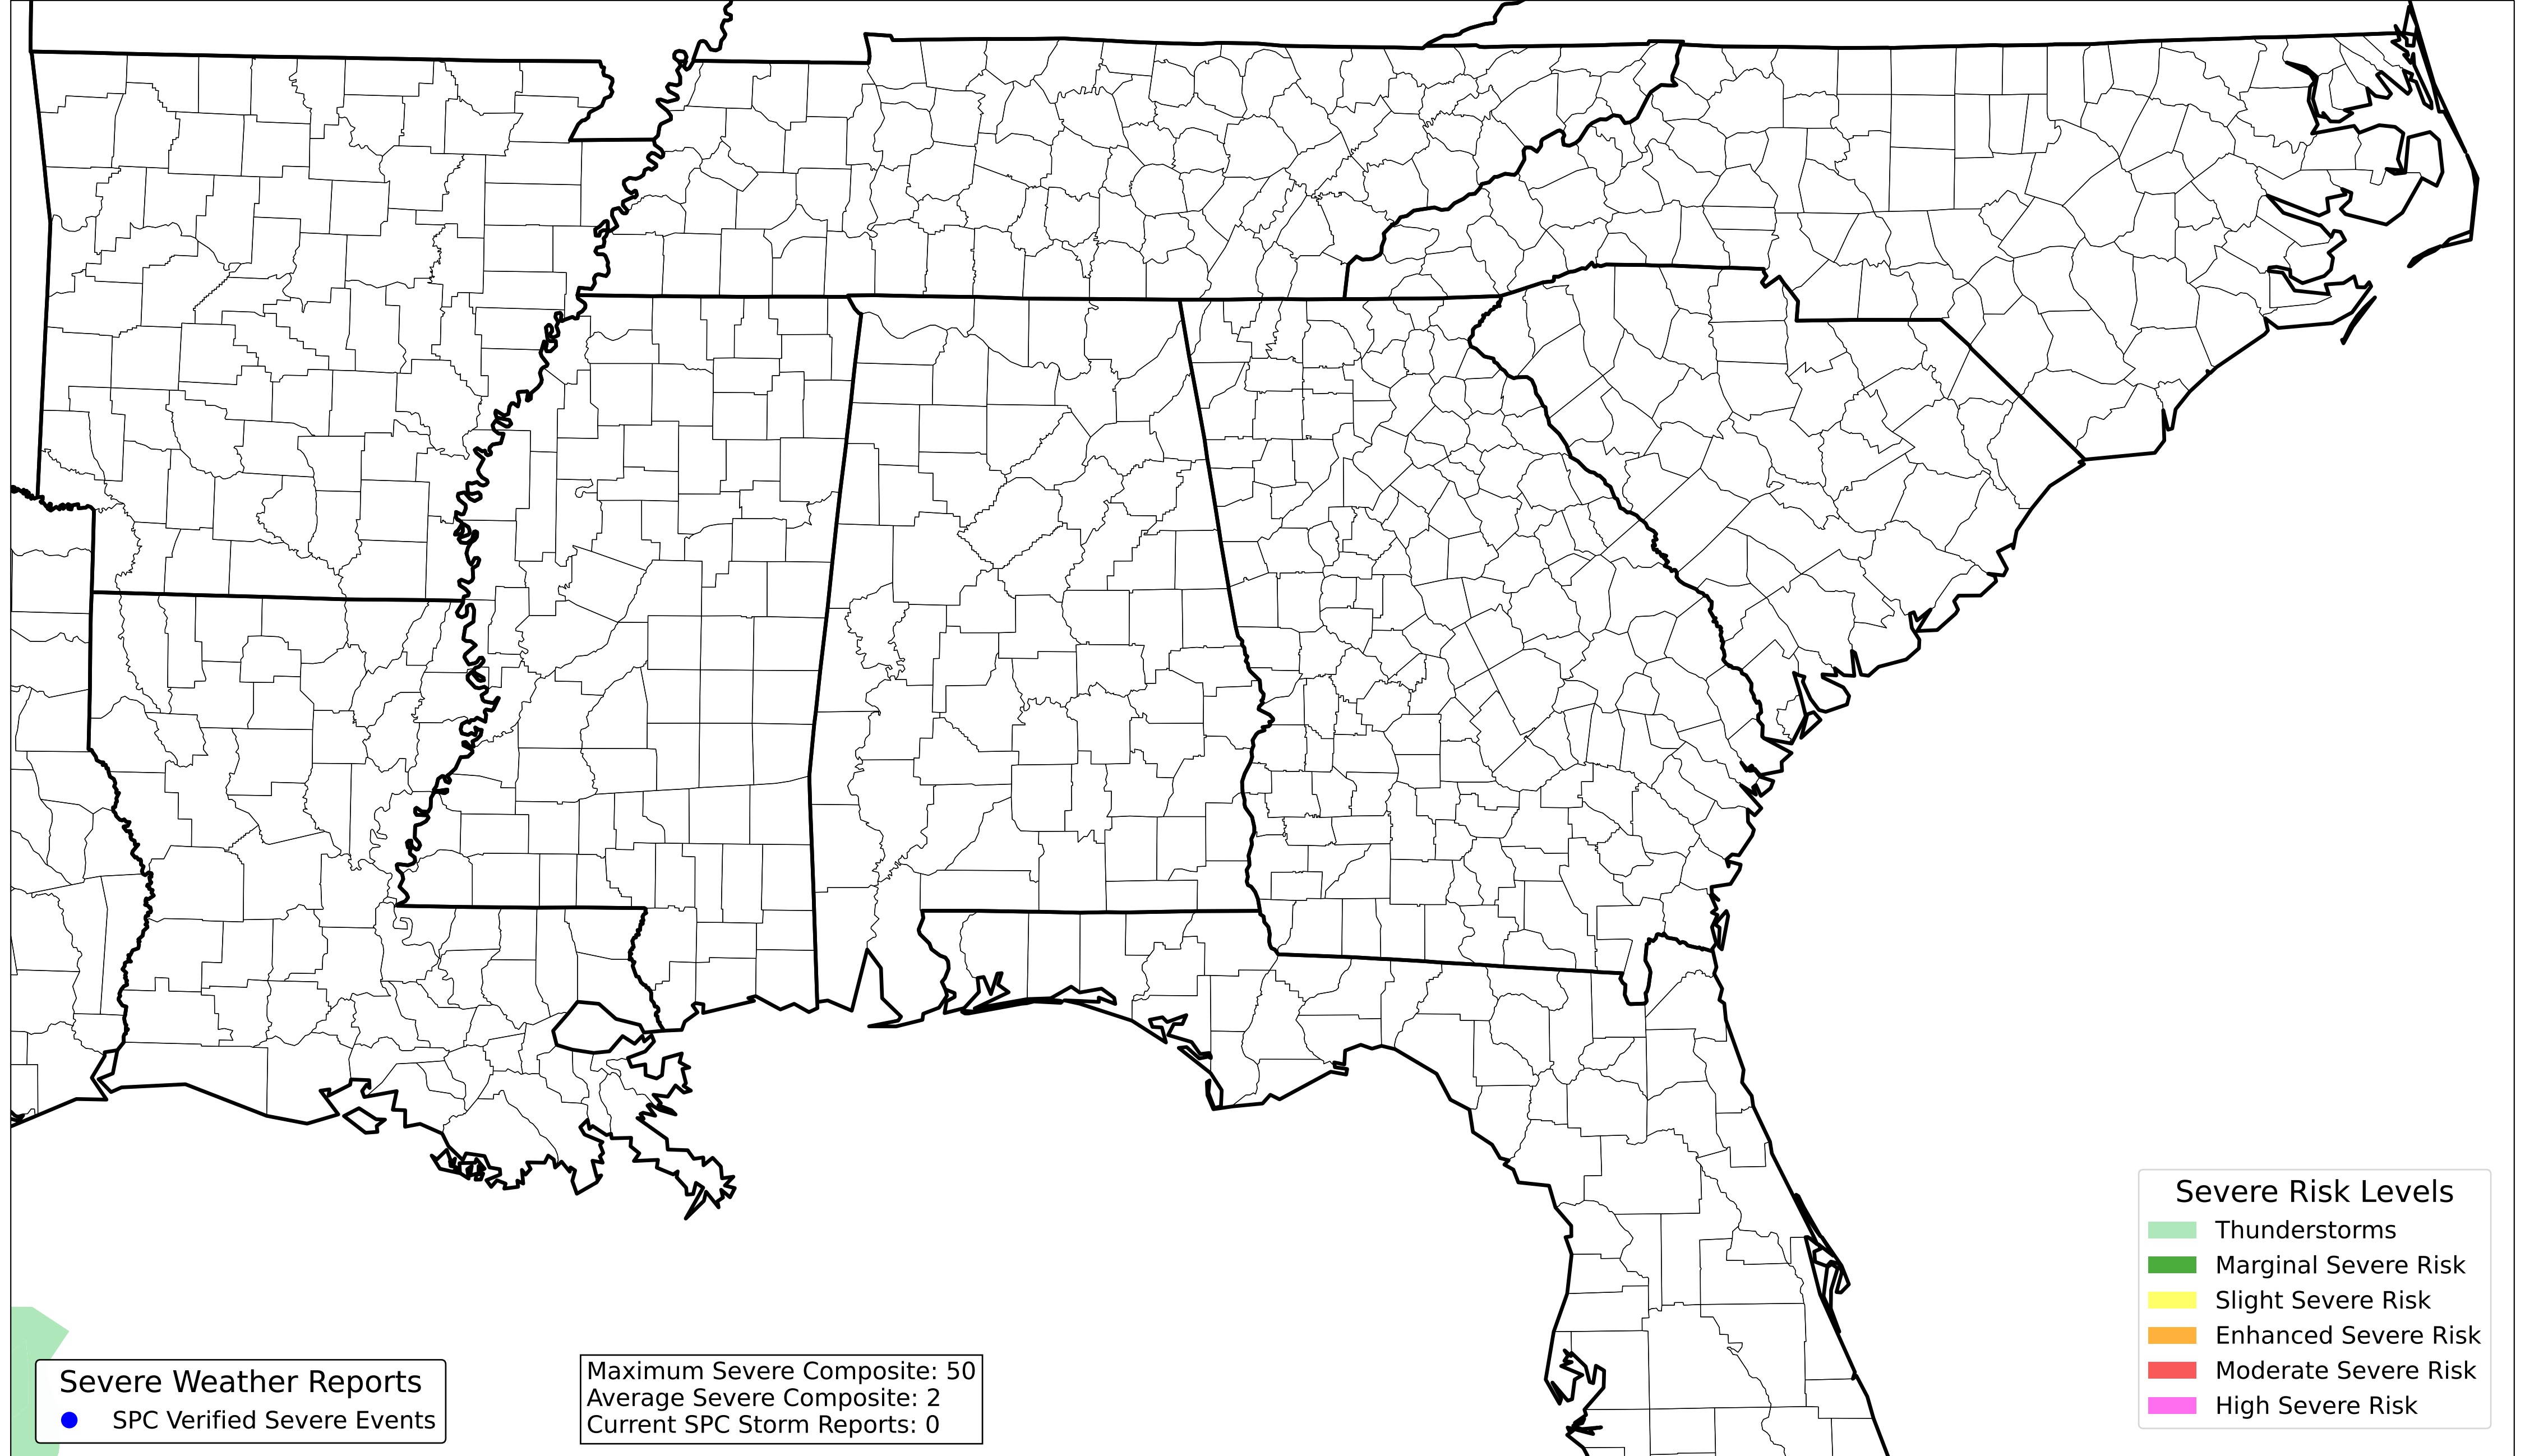 Severe Weather Reports
SPC Verified Severe Events
Maximum Severe Composite: 50
Average Severe Composite: 2
Current SPC Storm Reports: 0
Severe Risk Levels
Thunderstorms
Marginal Severe Risk
Slight Severe Risk
Enhanced Severe Risk
Moderate Severe Risk
High Severe Risk